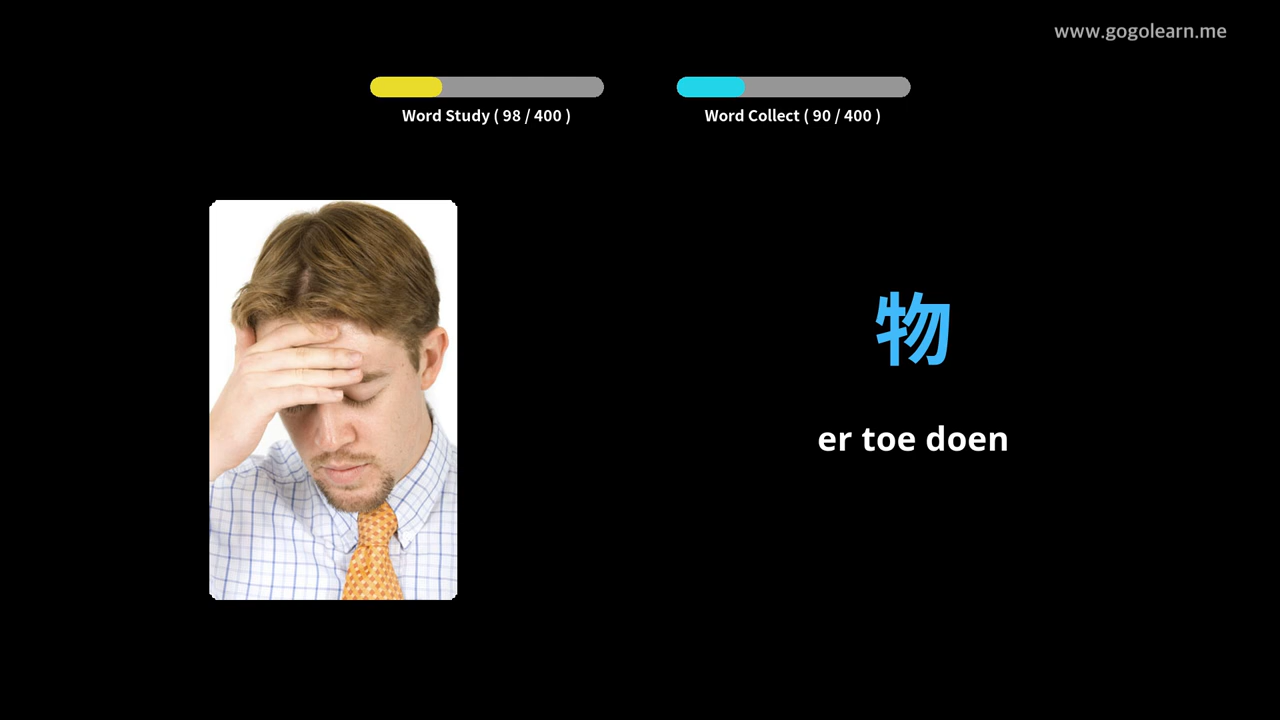 www.gogolearn.me
Word Study ( 98 / 400 )
Word Collect ( 90 / 400 )
物
er toe doen